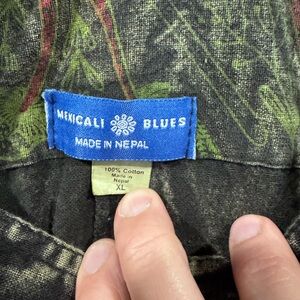 MEXICALI BLUES
MADE IN NEPAL
100% Cotton
Made in
Nepal
XL